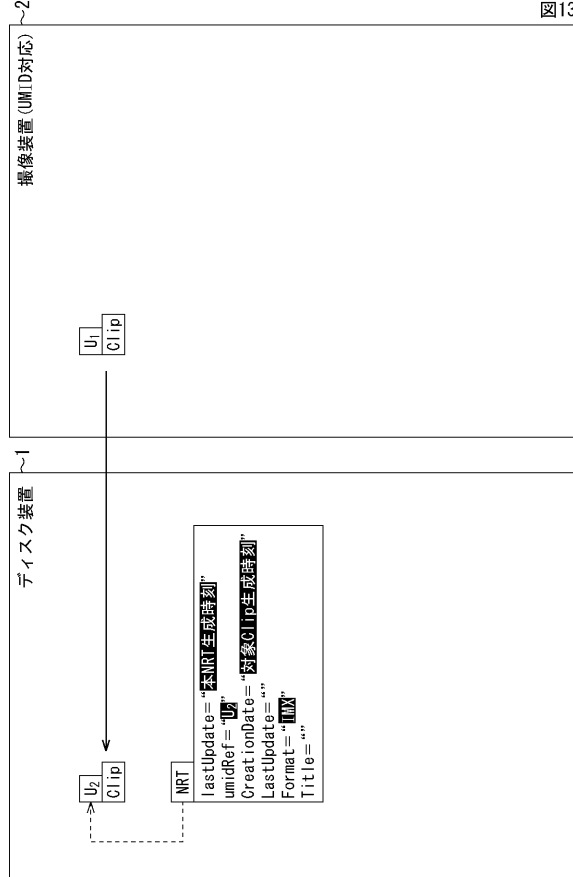 図13
ディスク装置
~1
撮像装置(UMID対応)
~2
U2
Clip
U1
Clip
NRT
lastUpdate="本NRT生成時刻"
umidRef="U2"
CreationDate="対象Clip生成時刻"
LastUpdate=""
Format="IMX"
Title=""